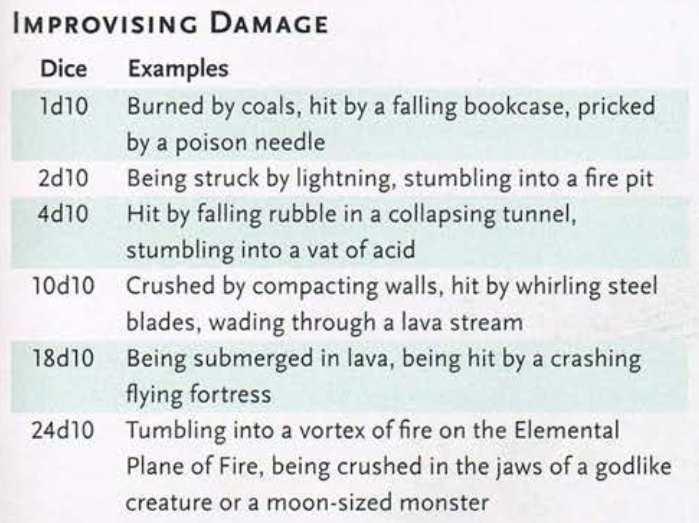 IMPROVISING DAMAGE
Dice Examples
1d10 Burned by coals, hit by a falling bookcase, pricked
by a poison needle
2d10 Being struck by lightning, stumbling into a fire pit
4d10 Hit by falling rubble in a collapsing tunnel,
stumbling into a vat of acid
10d10 Crushed by compacting walls, hit by whirling steel
blades, wading through a lava stream
18d10 Being submerged in lava, being hit by a crashing
flying fortress
24d10 Tumbling into a vortex of fire on the Elemental
Plane of Fire, being crushed in the jaws of a godlike
creature or a moon-sized monster